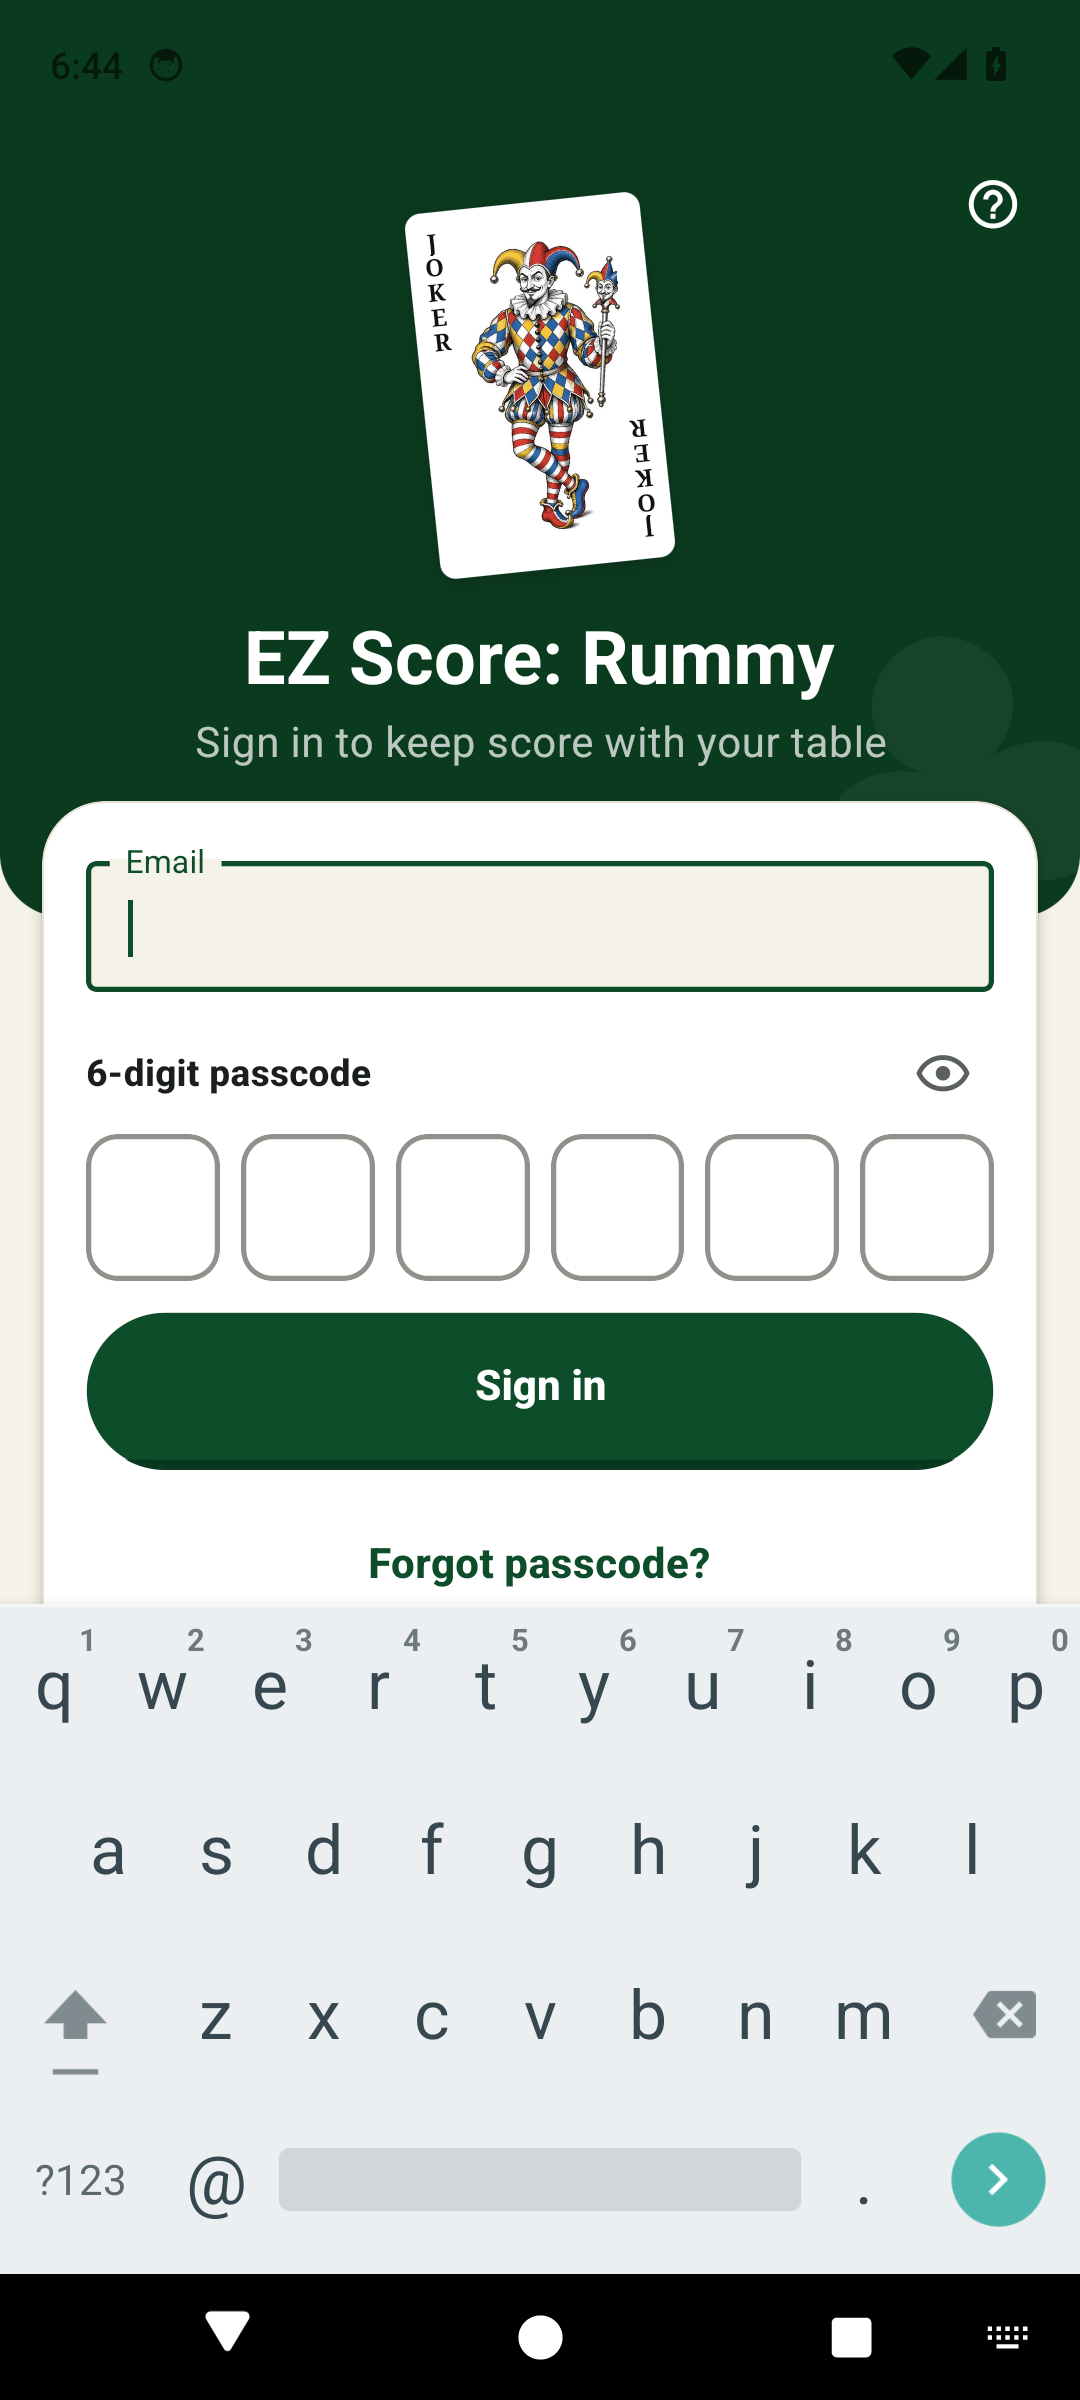 6:44
JOKER
JOKER
EZ Score: Rummy
Sign in to keep score with your table
Email
6-digit passcode
Sign in
Forgot passcode?
1 2 3 4 5 6 7 8 9 0
q w e r t y u i o p
a s d f g h j k l
z x c v b n m
?123 @ .